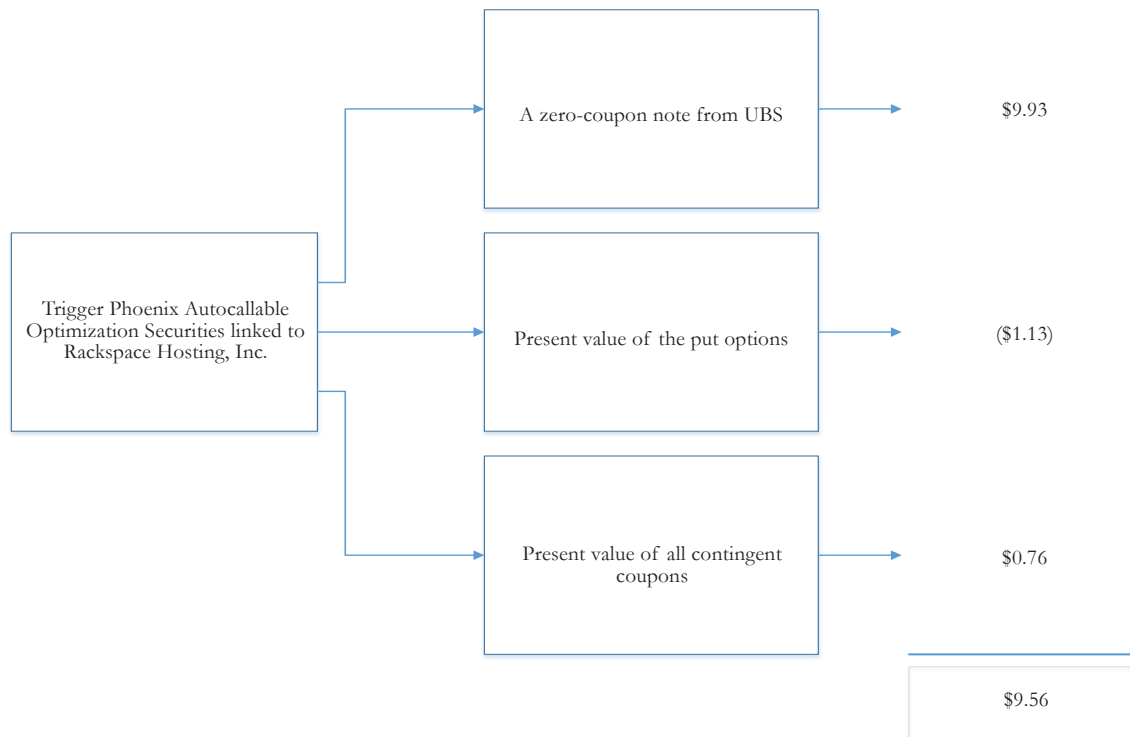 A zero-coupon note from UBS
$9.93
Trigger Phoenix Autocallable
Optimization Securities linked to
Rackspace Hosting, Inc.
Present value of the put options
($1.13)
Present value of all contingent
coupons
$0.76
$9.56